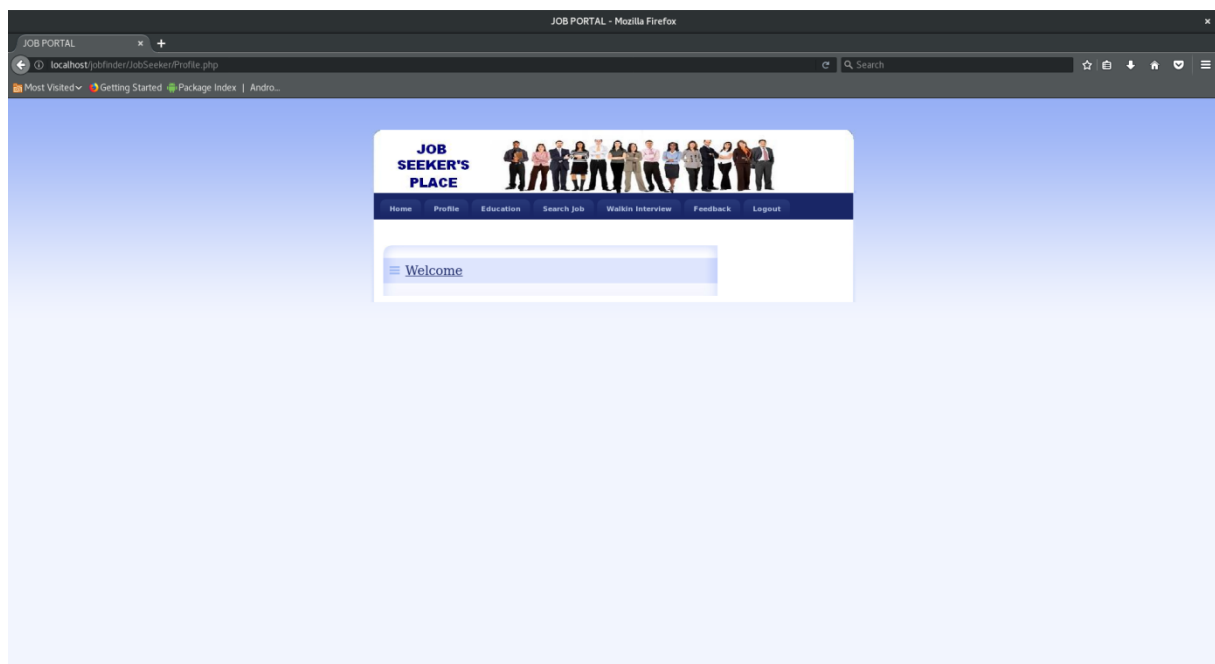 JOB PORTAL - Mozilla Firefox
JOB PORTAL
localhost/jobfinder/JobSeeker/Profile.php
Search
Most Visited Getting Started Package Index | Andro...
JOB
SEEKER'S
PLACE
Home Profile Education Search Job Walkin Interview Feedback Logout
Welcome